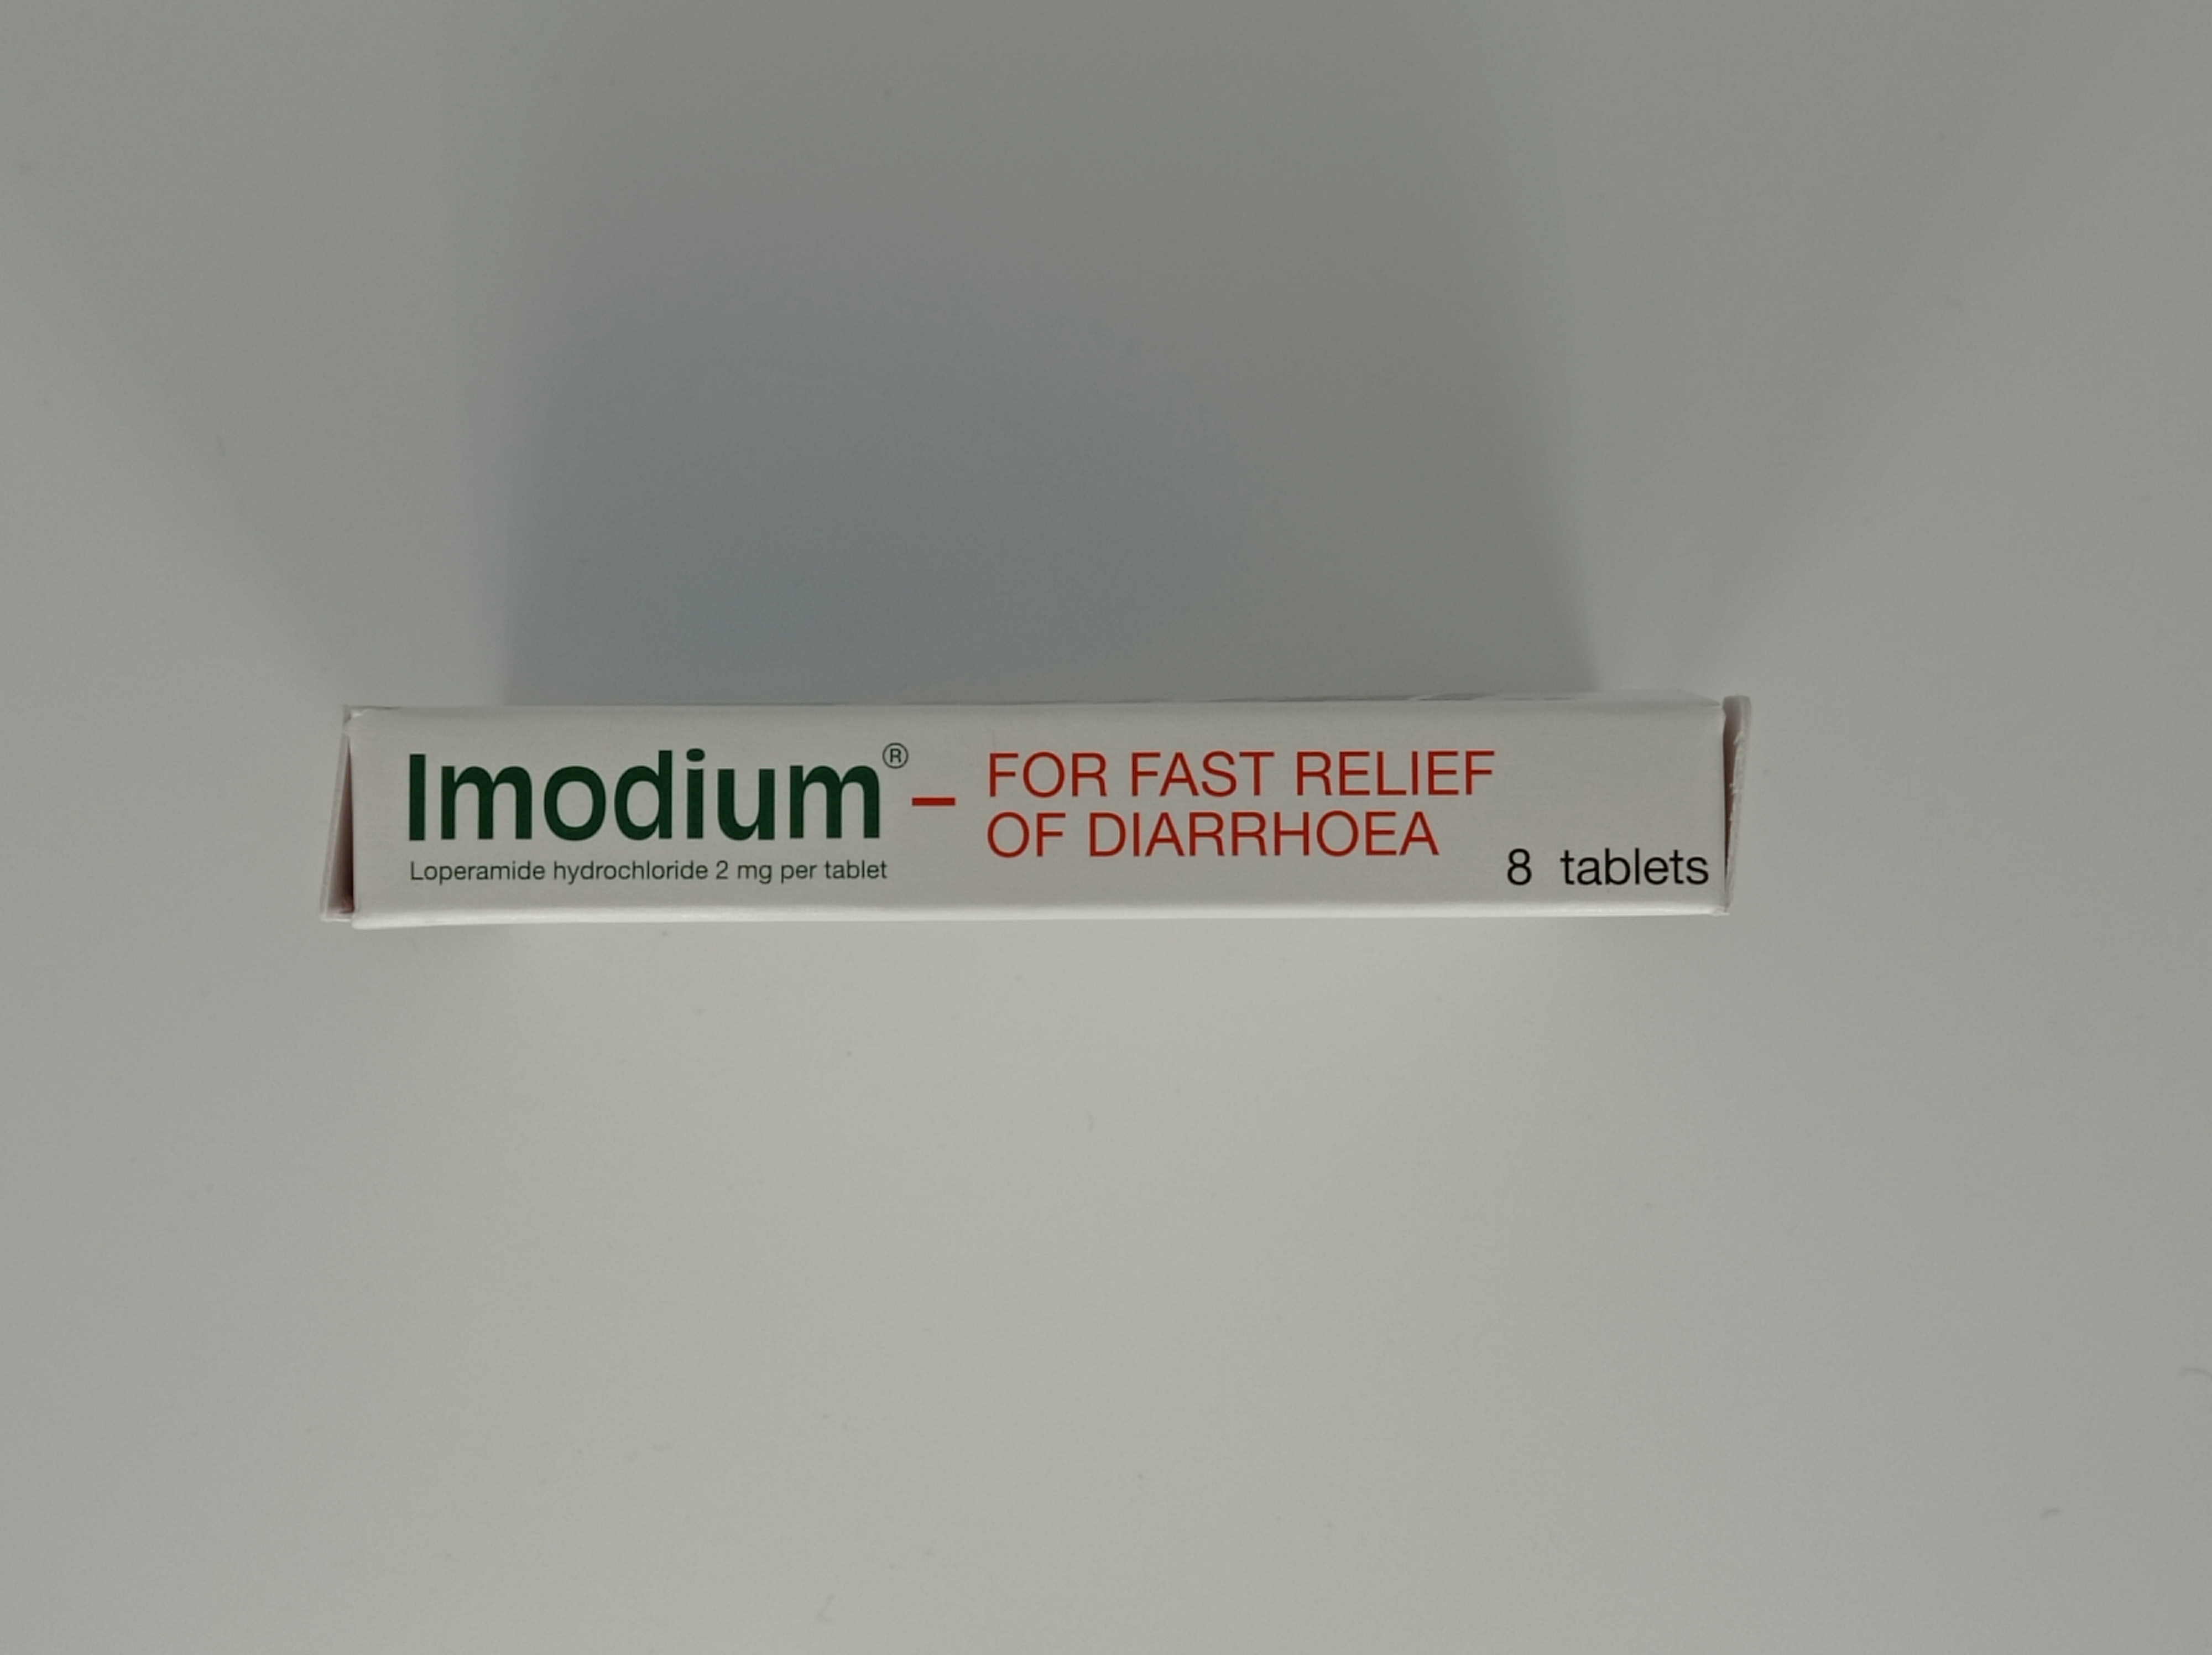 Imodium® –
Loperamide hydrochloride 2 mg per tablet
FOR FAST RELIEF
OF DIARRHOEA
8 tablets